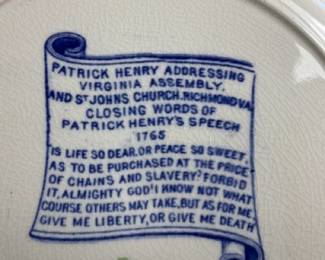 PATRICK HENRY ADDRESSING
VIRGINIA ASSEMBLY.
AND ST JOHNS CHURCH. RICHMOND VA.
CLOSING WORDS OF
PATRICK HENRY'S SPEECH
1765
IS LIFE SO DEAR, OR PEACE SO SWEET,
AS TO BE PURCHASED AT THE PRICE
OF CHAINS AND SLAVERY? FORBID
IT, ALMIGHTY GOD! I KNOW NOT WHAT
COURSE OTHERS MAY TAKE, BUT AS FOR ME,
GIVE ME LIBERTY, OR GIVE ME DEATH